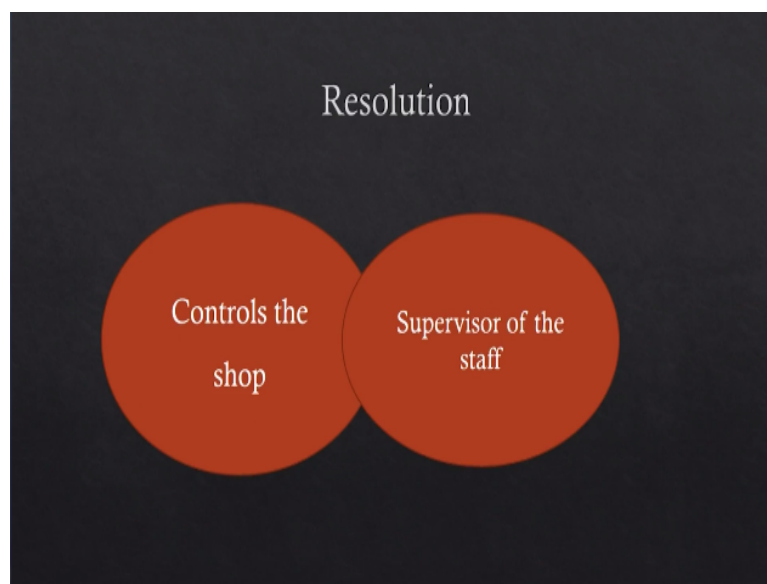 Resolution
Controls the
shop
Supervisor of the
staff